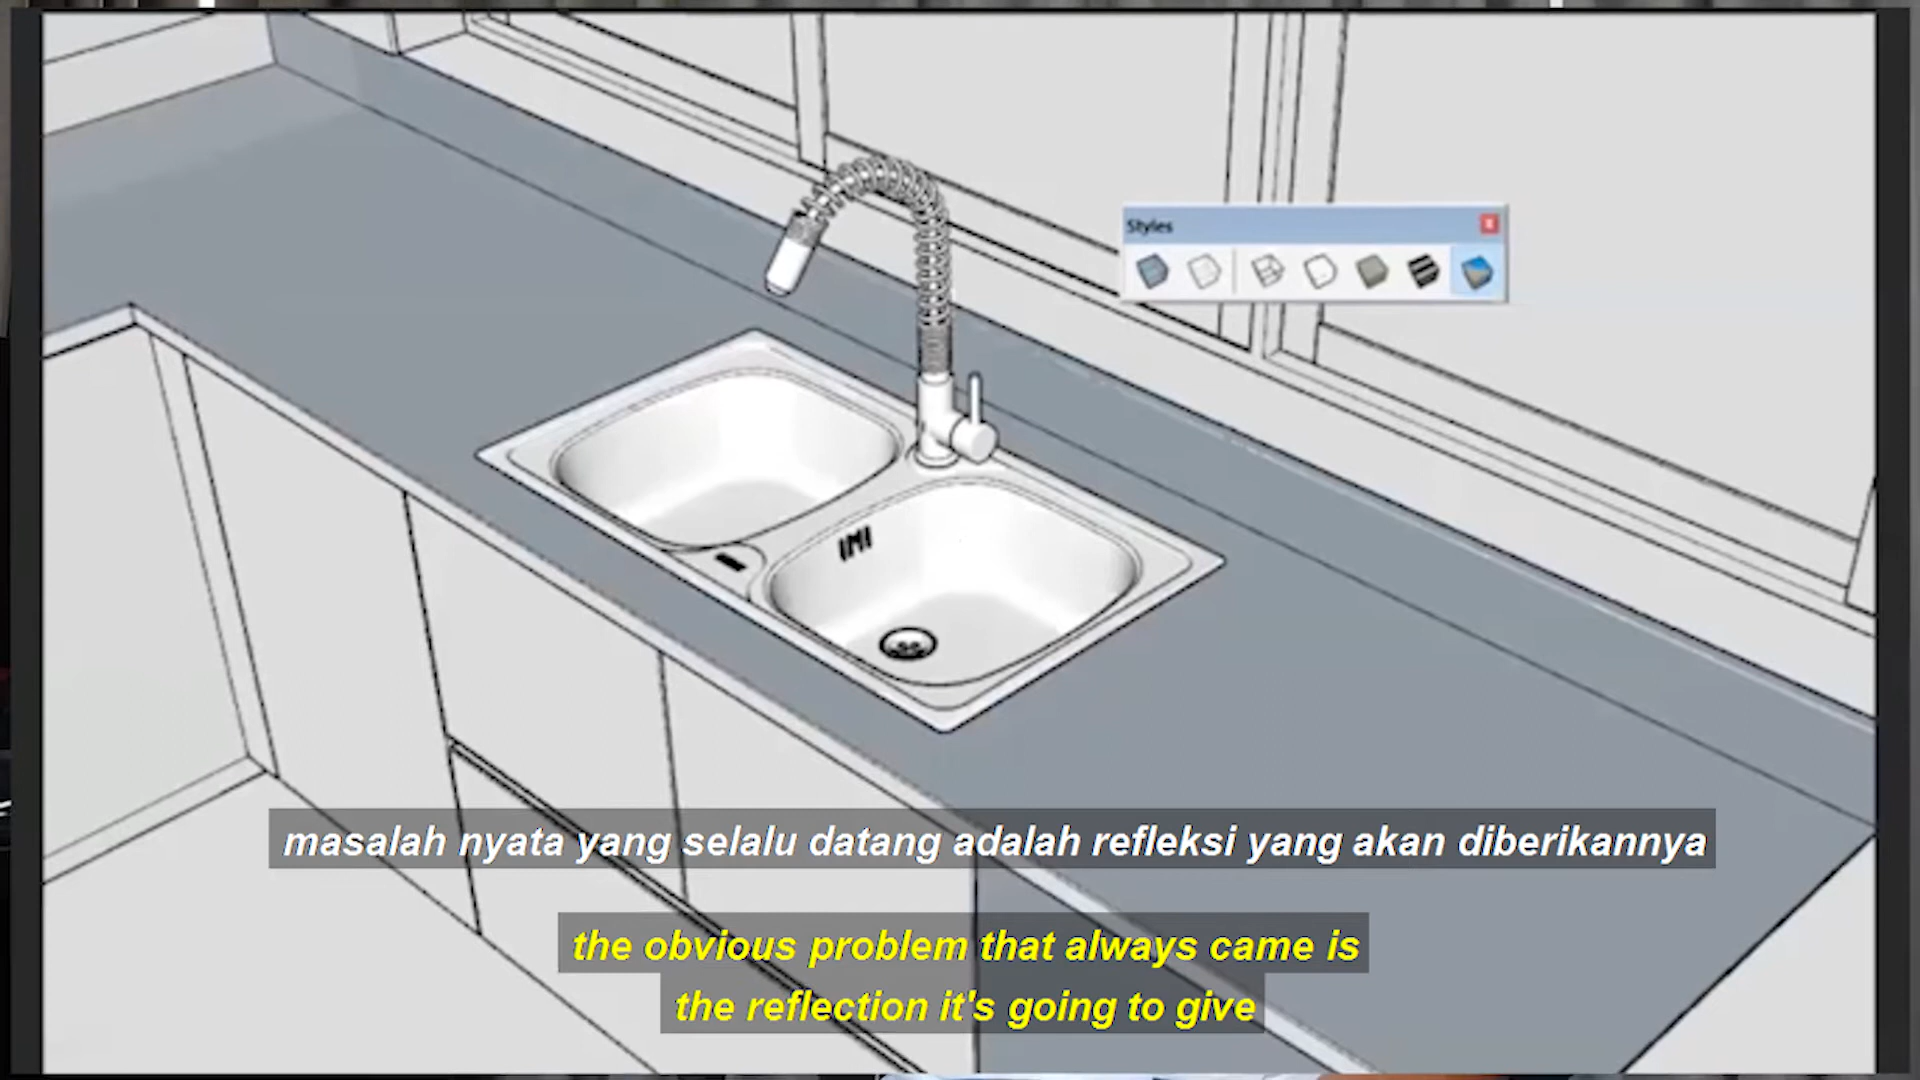 Styles
masalah nyata yang selalu datang adalah refleksi yang akan diberikannya
the obvious problem that always came is
the reflection it's going to give